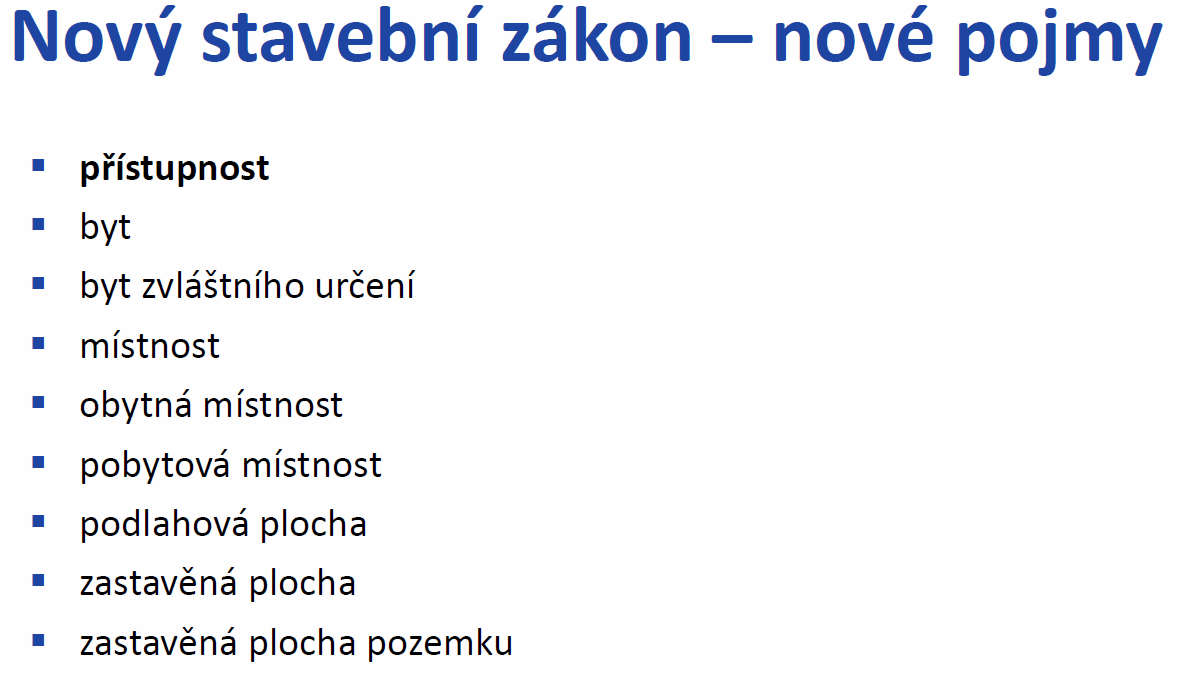 Nový stavební zákon – nové pojmy
▪ přístupnost
▪ byt
▪ byt zvláštního určení
▪ místnost
▪ obytná místnost
▪ pobytová místnost
▪ podlahová plocha
▪ zastavěná plocha
▪ zastavěná plocha pozemku